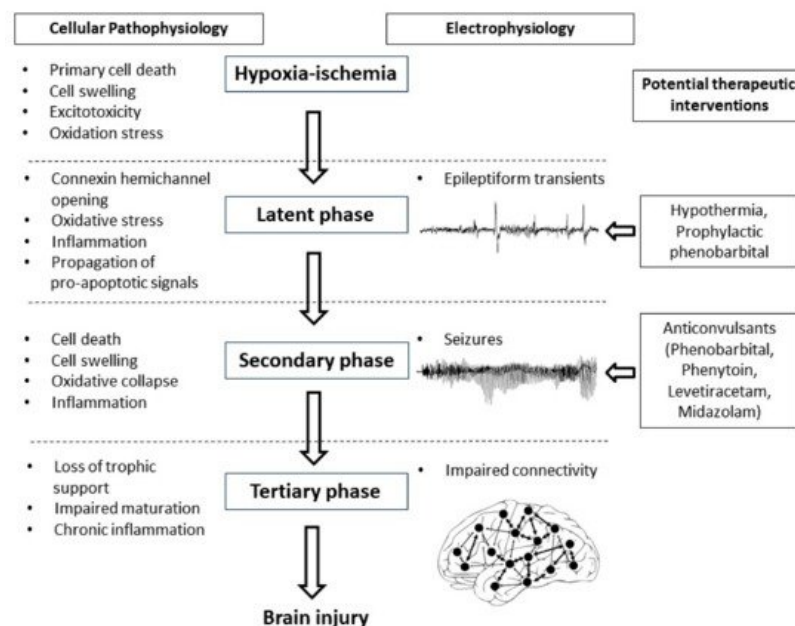 Cellular Pathophysiology
Electrophysiology
Hypoxia-ischemia
• Primary cell death
• Cell swelling
• Excitotoxicity
• Oxidation stress
Potential therapeutic
interventions
• Connexin hemichannel
opening
• Oxidative stress
• Inflammation
• Propagation of
pro-apoptotic signals
Latent phase
• Epileptiform transients
Hypothermia,
Prophylactic
phenobarbital
• Cell death
• Cell swelling
• Oxidative collapse
• Inflammation
Secondary phase
• Seizures
Anticonvulsants
(Phenobarbital,
Phenytoin,
Levetiracetam,
Midazolam)
• Loss of trophic
support
• Impaired maturation
• Chronic inflammation
Tertiary phase
• Impaired connectivity
Brain injury